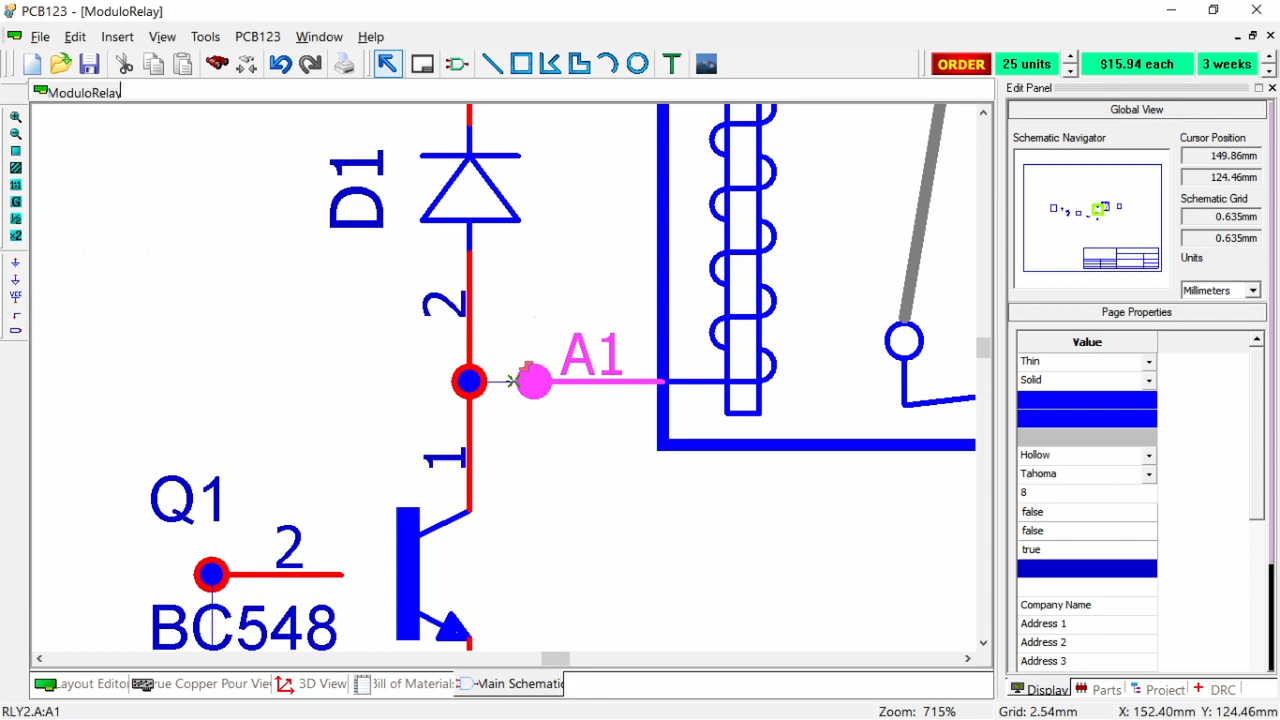 PCB123 - [ModuloRelay]
File Edit Insert View Tools PCB123 Window Help
ORDER 25 units $15.94 each 3 weeks
ModuloRelay
Edit Panel
Global View
Schematic Navigator
Cursor Position
149.86mm
124.46mm
Schematic Grid
0.635mm
0.635mm
Units
Millimeters
Page Properties
Value
Thin
Solid
Hollow
Tahoma
8
false
false
true
Company Name
Address 1
Address 2
Address 3
D1
2
A1
1
Q1
2
BC548
Layout Editor True Copper Pour View 3D View Bill of Materials Main Schematic
Display Parts Project DRC
RLY2.A:A1 Zoom: 715% Grid: 2.54mm X: 152.40mm Y: 124.46mm